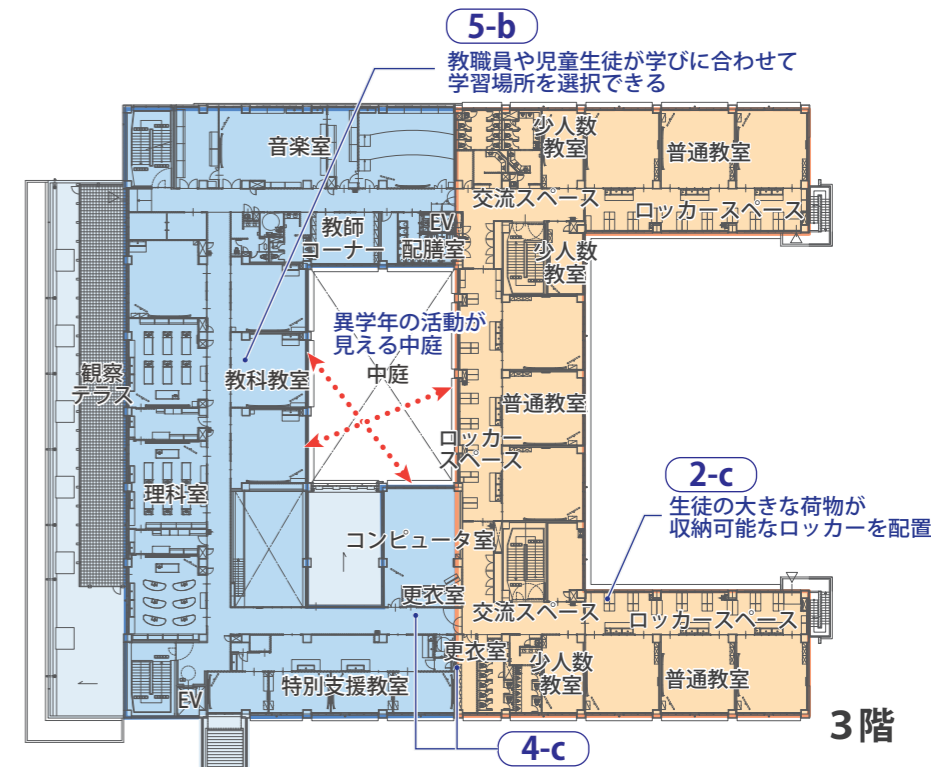 5-b
教職員や児童生徒が学びに合わせて
学習場所を選択できる
音楽室
少人数
教室
普通教室
交流スペース
ロッカースペース
教師
コーナー
EV
配膳室
少人数
教室
異学年の活動が
見える中庭
中庭
観察
テラス
教科教室
普通教室
ロッカー
スペース
2-c
生徒の大きな荷物が
収納可能なロッカーを配置
理科室
コンピュータ室
更衣室
交流スペース
ロッカースペース
更衣室
少人数
教室
普通教室
特別支援教室
EV
3階
4-c